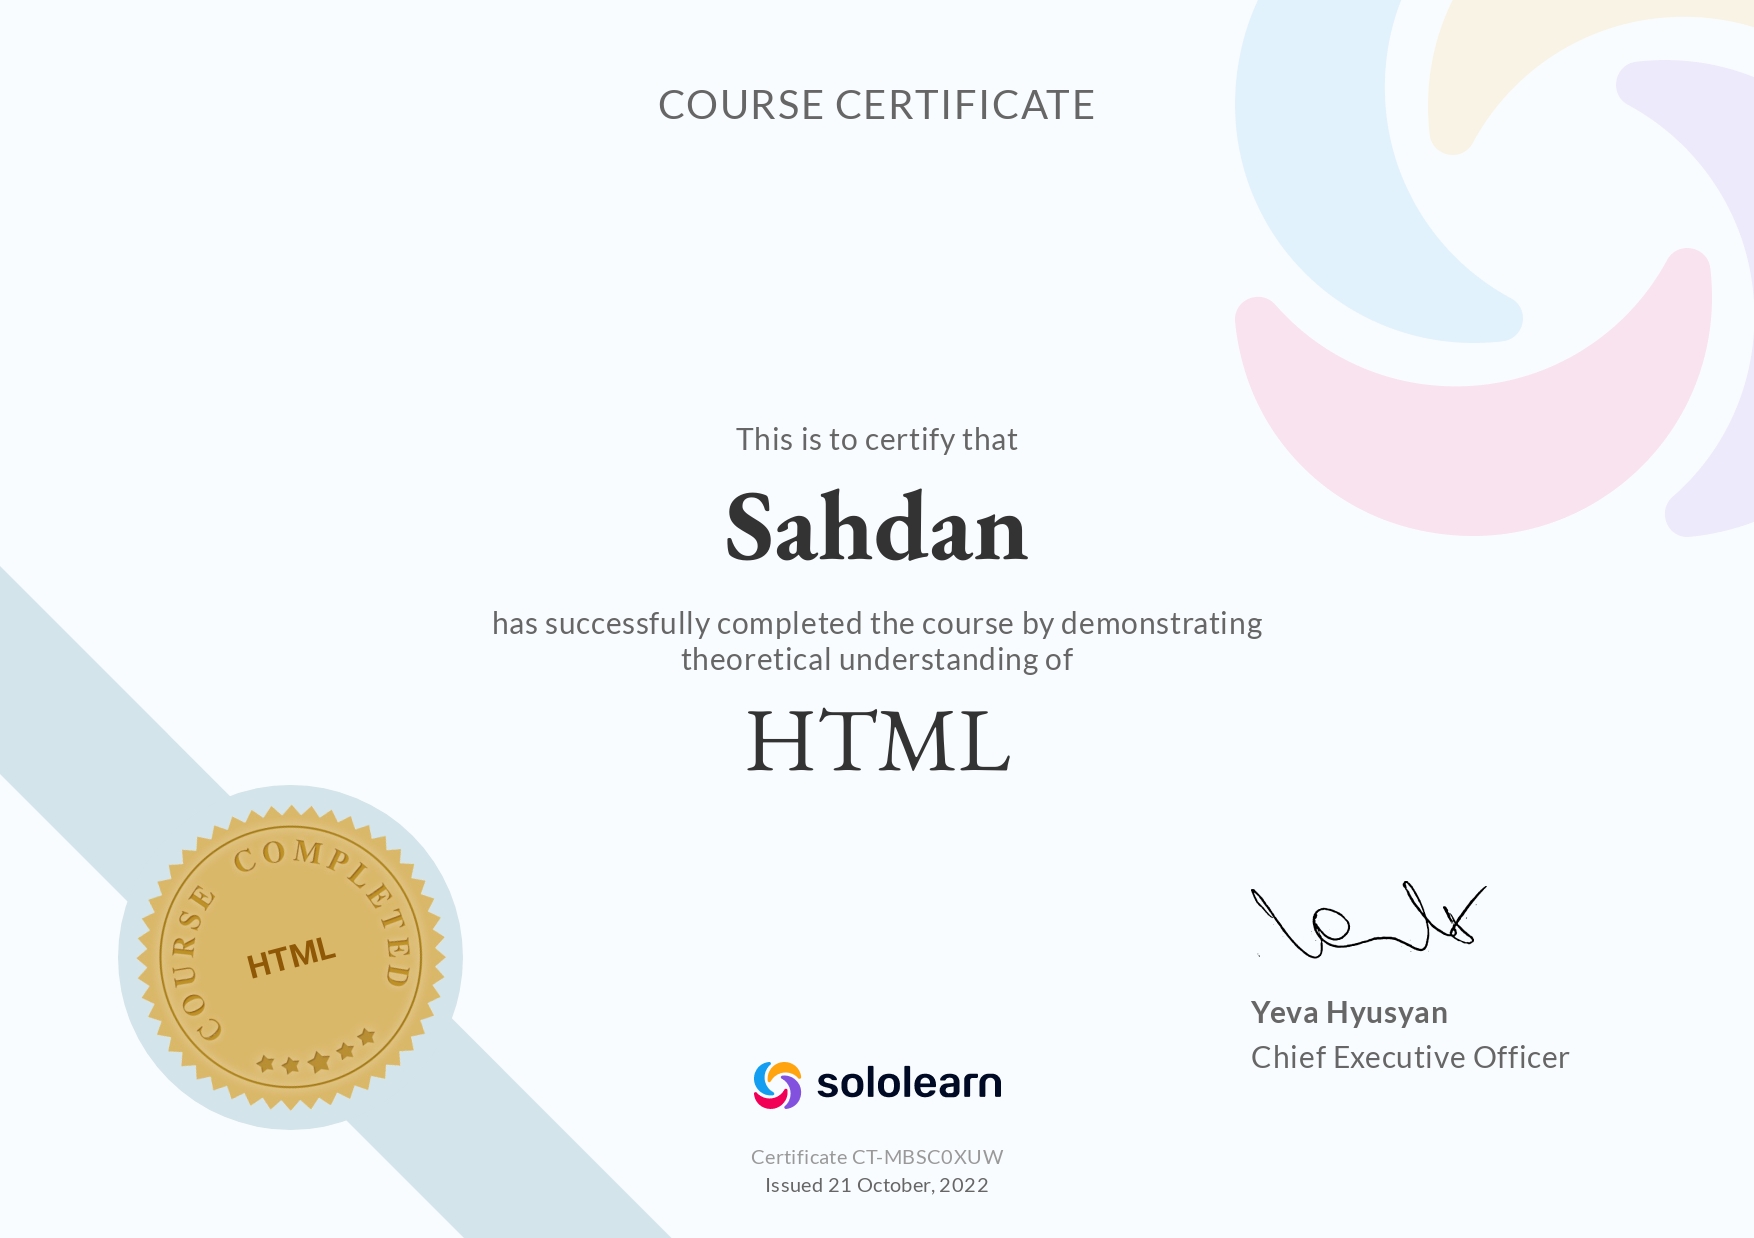 COURSE CERTIFICATE
This is to certify that
Sahdan
has successfully completed the course by demonstrating
theoretical understanding of
HTML
COURSE COMPLETED
HTML
Yeva Hyusyan
Chief Executive Officer
sololearn
Certificate CT-MBSC0XUW
Issued 21 October, 2022